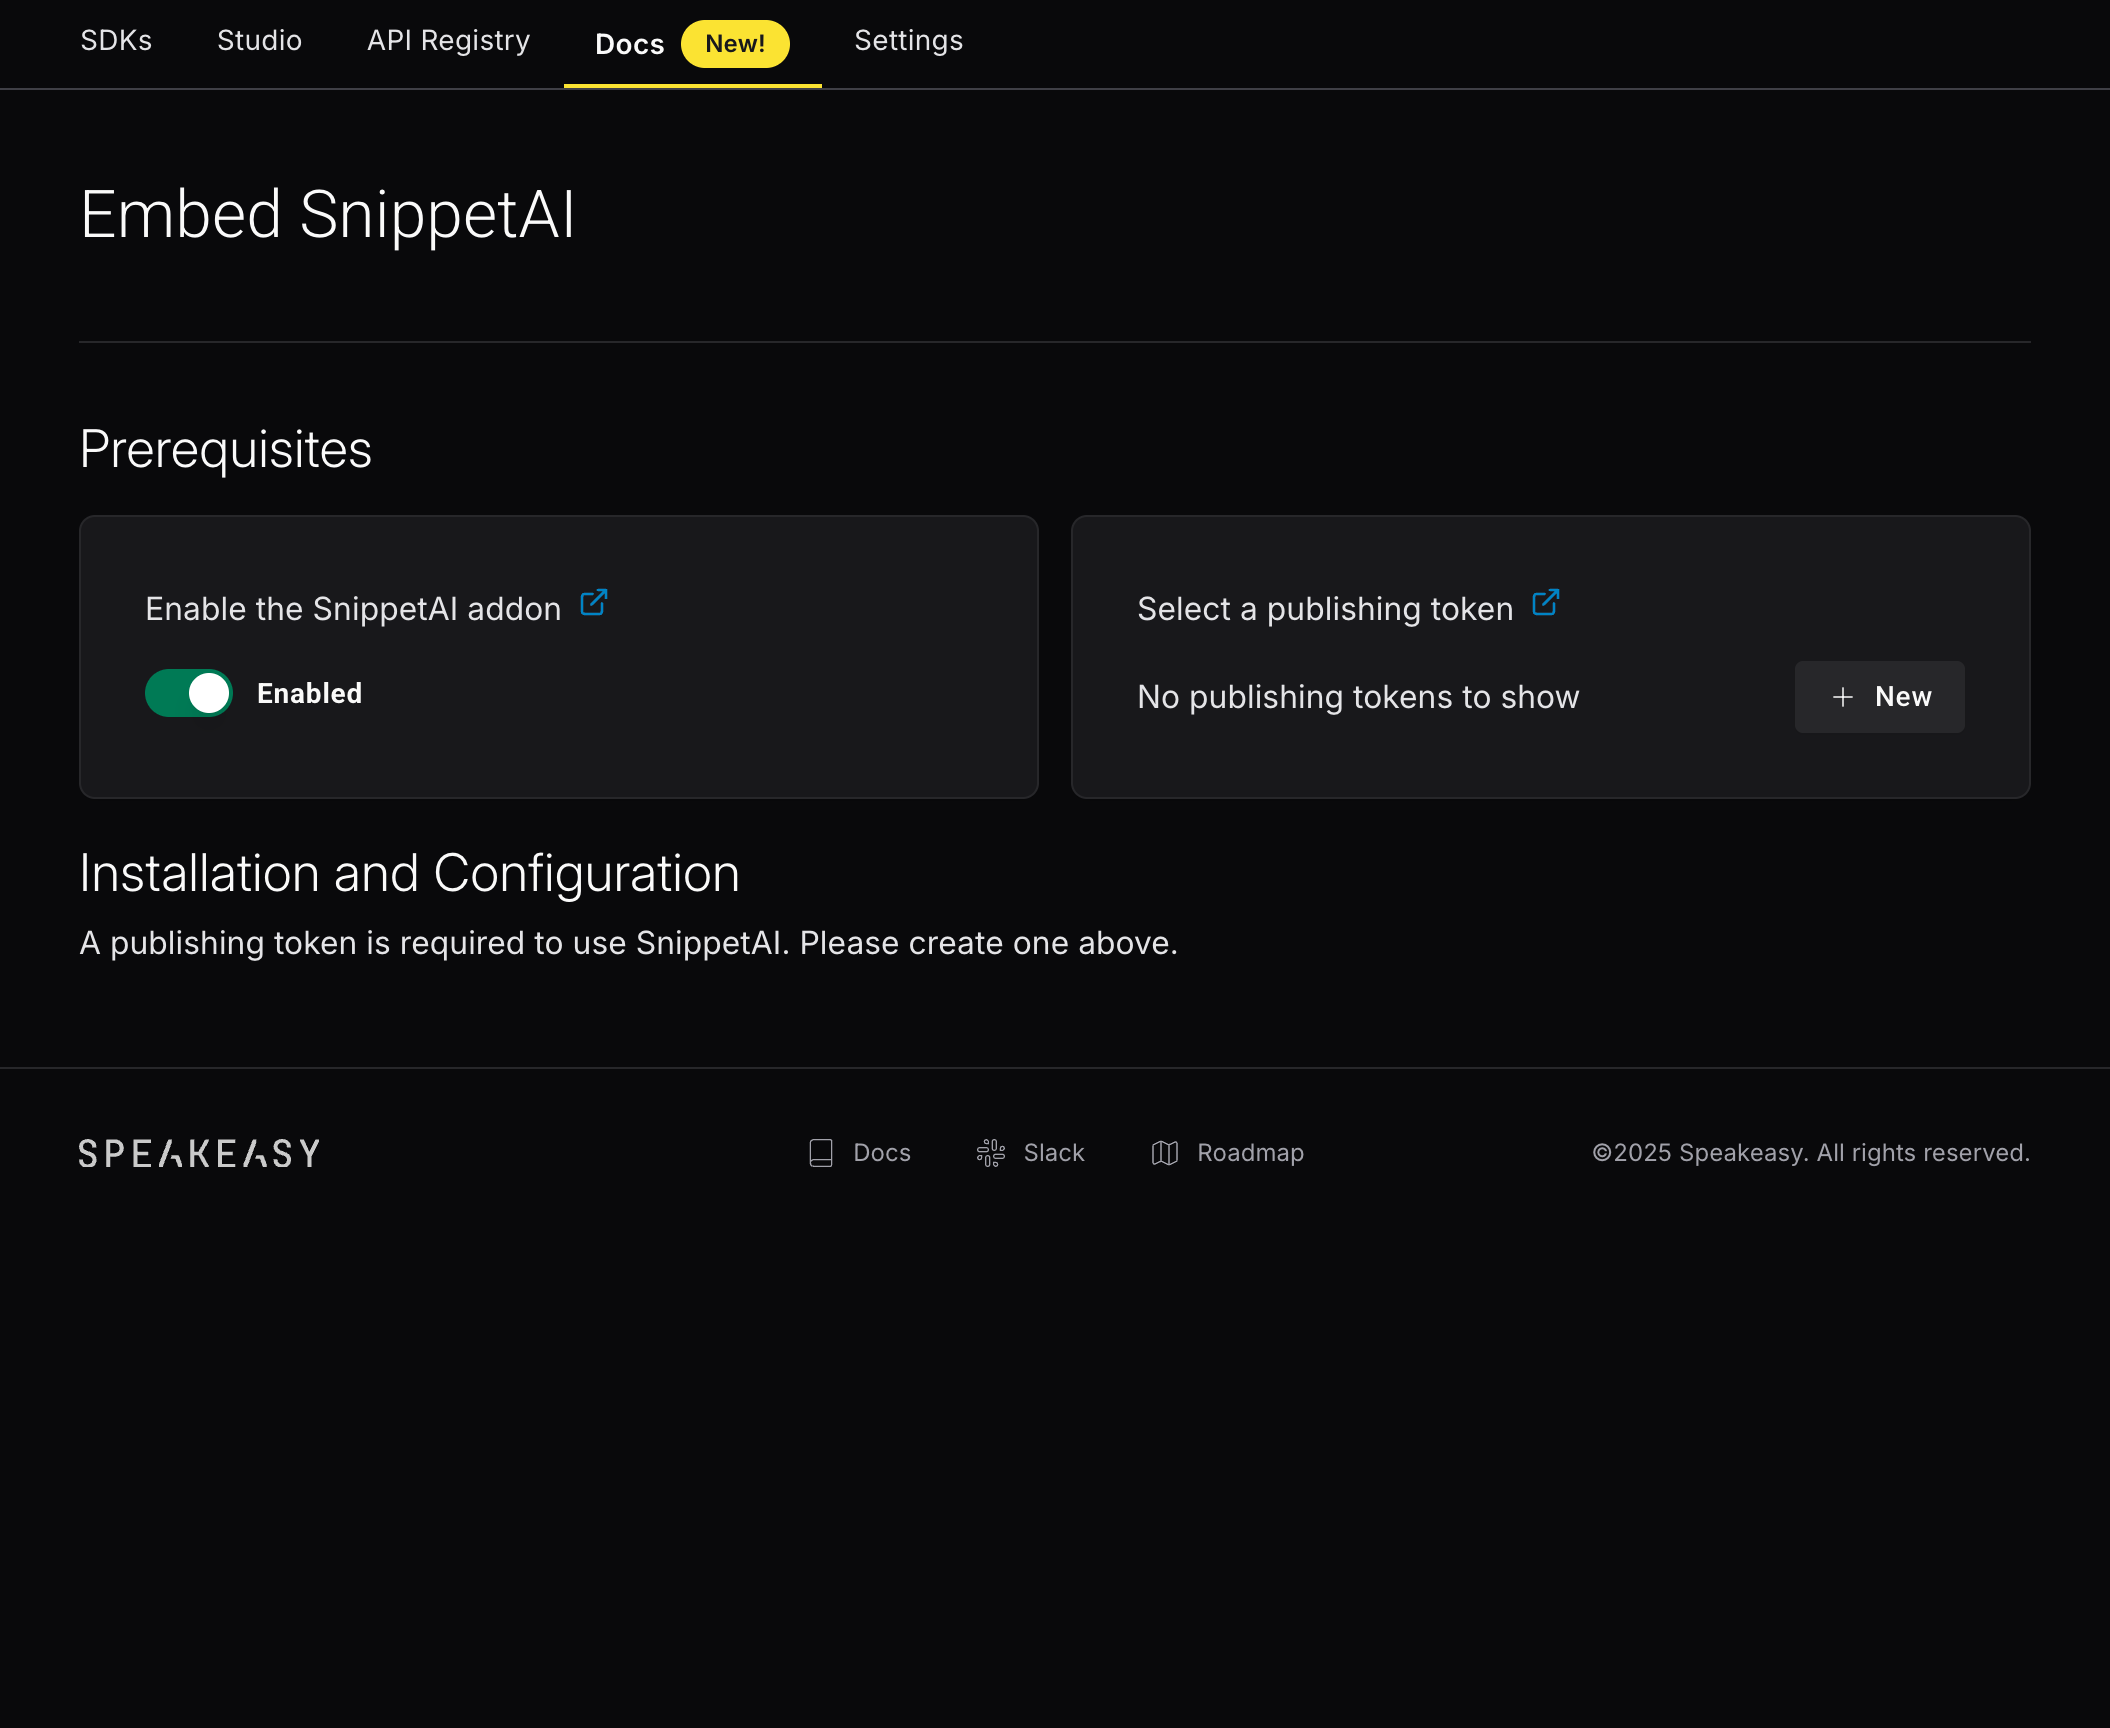 SDKs Studio API Registry Docs New! Settings
Embed SnippetAI
Prerequisites
Enable the SnippetAI addon
Enabled
Select a publishing token
No publishing tokens to show
New
Installation and Configuration
A publishing token is required to use SnippetAI. Please create one above.
SPEAKEASY Docs Slack Roadmap ©2025 Speakeasy. All rights reserved.